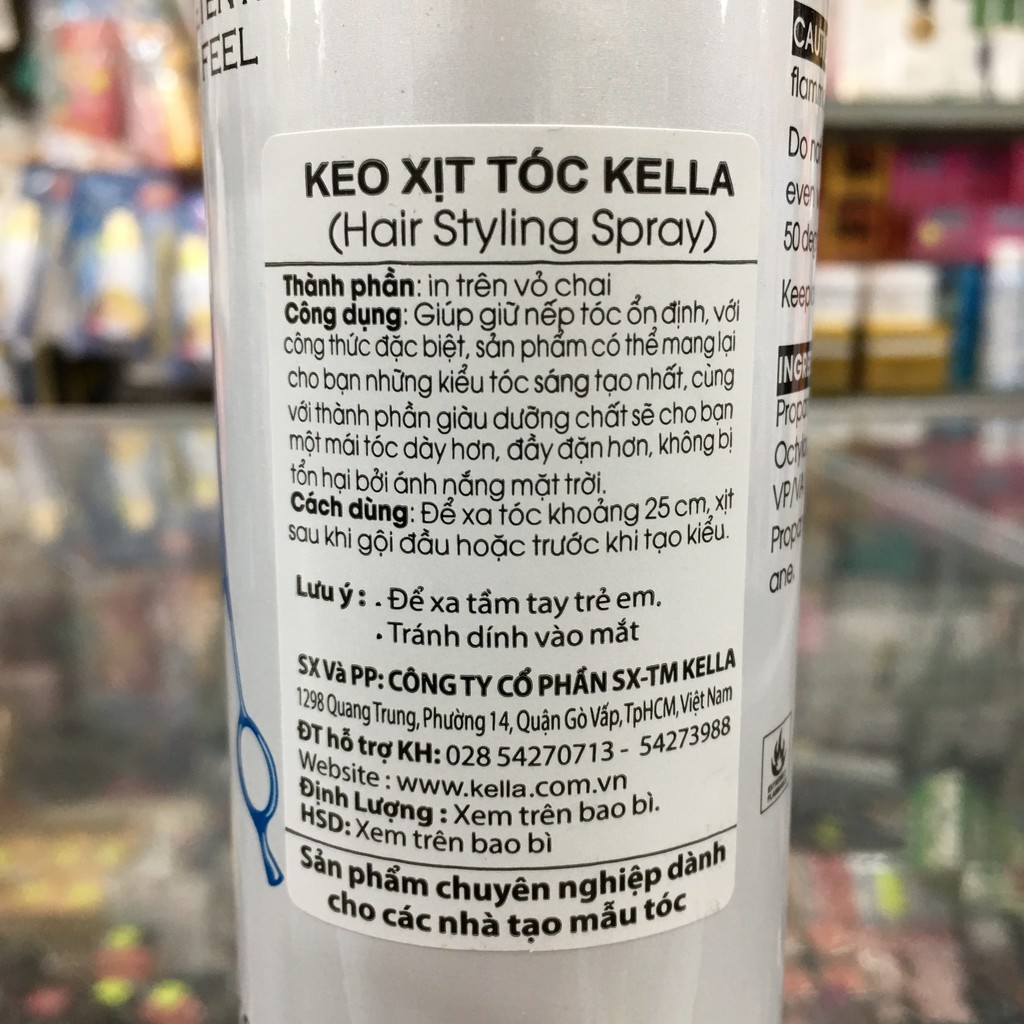 FEEL
KEO XỊT TÓC KELLA
(Hair Styling Spray)
Thành phần: in trên vỏ chai
Công dụng: Giúp giữ nếp tóc ổn định, với
công thức đặc biệt, sản phẩm có thể mang lại
cho bạn những kiểu tóc sáng tạo nhất, cùng
với thành phần giàu dưỡng chất sẽ cho bạn
một mái tóc dày hơn, đầy đặn hơn, không bị
tổn hại bởi ánh nắng mặt trời.
Cách dùng: Để xa tóc khoảng 25 cm, xịt
sau khi gội đầu hoặc trước khi tạo kiểu.
Lưu ý : . Để xa tầm tay trẻ em.
• Tránh dính vào mắt
SX Và PP: CÔNG TY CỔ PHẦN SX-TM KELLA
1298 Quang Trung, Phường 14, Quận Gò Vấp, TpHCM, Việt Nam
ĐT hỗ trợ KH: 028 54270713 - 54273988
Website : www.kella.com.vn
Định Lượng : Xem trên bao bì.
HSD: Xem trên bao bì
Sản phẩm chuyên nghiệp dành
cho các nhà tạo mẫu tóc
Do
50
ane.